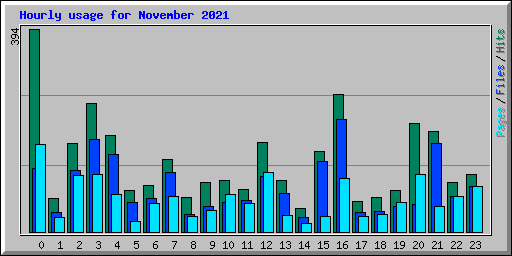 Hourly usage for November 2021
394
Pages / Files / Hits
0 1 2 3 4 5 6 7 8 9 10 11 12 13 14 15 16 17 18 19 20 21 22 23